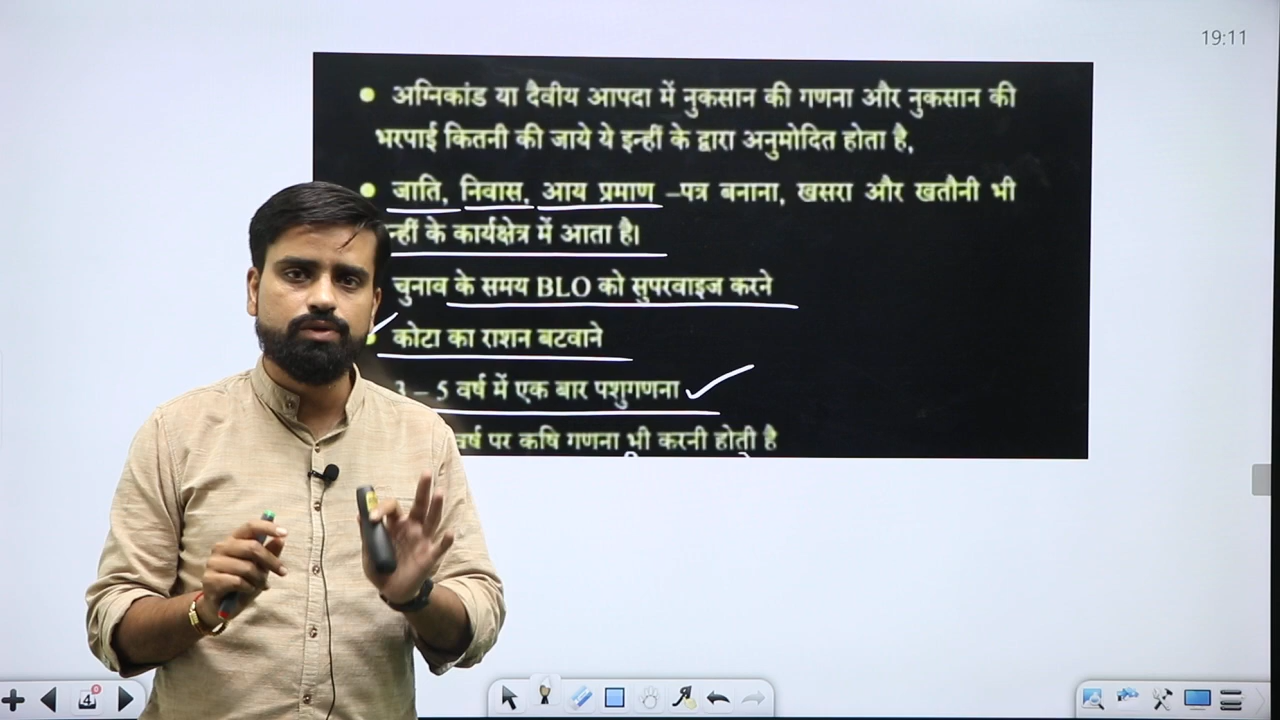 19:11
अग्निकांड या दैवीय आपदा में नुकसान की गणना और नुकसान की
भरपाई कितनी की जाये ये इन्हीं के द्वारा अनुमोदित होता है,
जाति, निवास, आय प्रमाण –पत्र बनाना, खसरा और खतौनी भी
न्हीं के कार्यक्षेत्र में आता है।
चुनाव के समय BLO को सुपरवाइज करने
कोटा का राशन बटवाने
3 – 5 वर्ष में एक बार पशुगणना
वर्ष पर कषि गणना भी करनी होती है
4